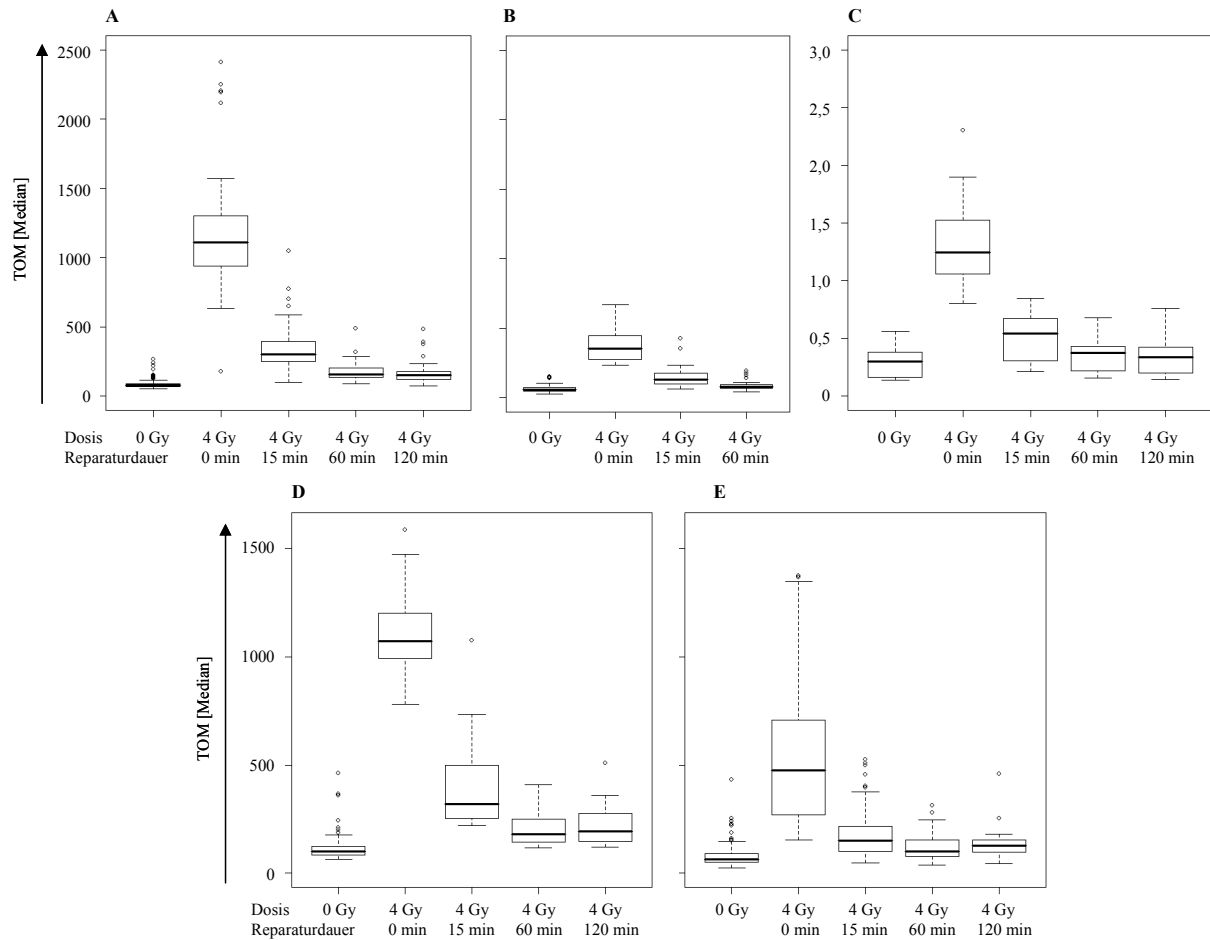 A
B
C
2500
2000
1500
1000
500
0
3,0
2,5
2,0
1,5
1,0
0,5
0
TOM [Median]
Dosis 0 Gy 4 Gy 4 Gy 4 Gy 4 Gy 0 Gy 4 Gy 4 Gy 4 Gy 0 Gy 4 Gy 4 Gy 4 Gy 4 Gy
Reparaturdauer 0 min 15 min 60 min 120 min 0 min 15 min 60 min 0 min 15 min 60 min 120 min
D
E
1500
1000
500
0
TOM [Median]
Dosis 0 Gy 4 Gy 4 Gy 4 Gy 4 Gy 0 Gy 4 Gy 4 Gy 4 Gy 4 Gy
Reparaturdauer 0 min 15 min 60 min 120 min 0 min 15 min 60 min 120 min